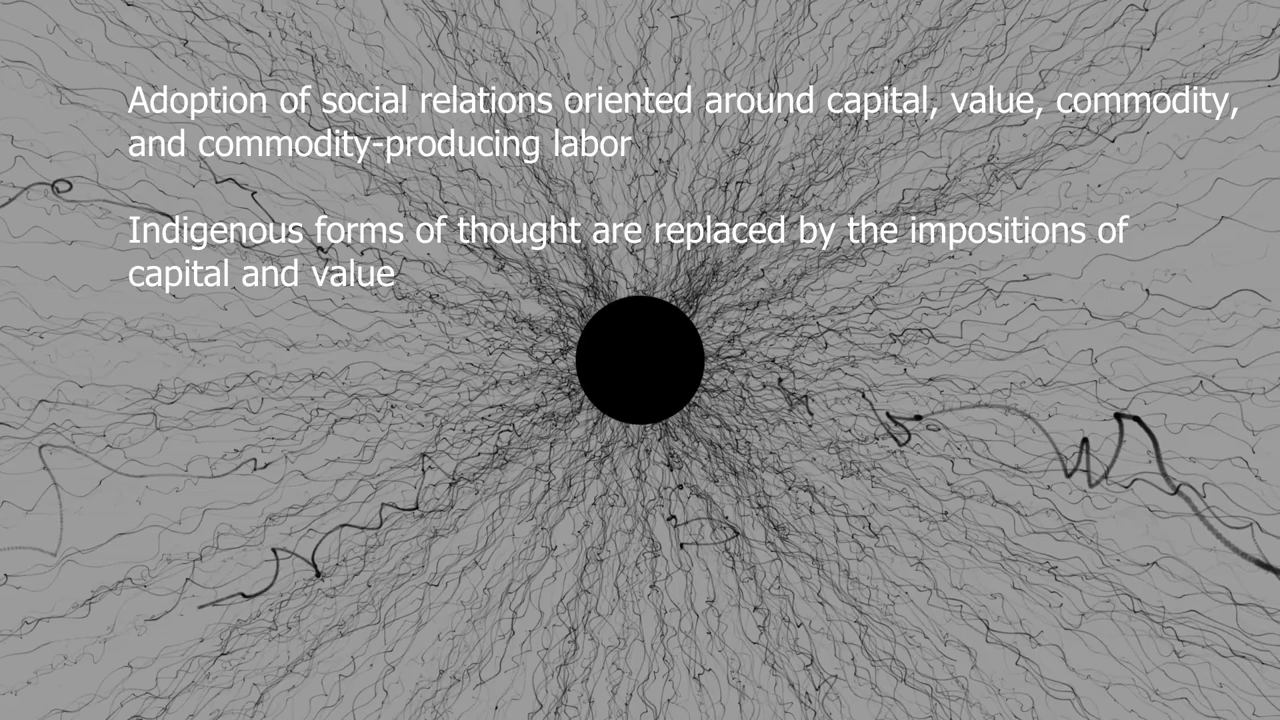 Adoption of social relations oriented around capital, value, commodity,
and commodity-producing labor
Indigenous forms of thought are replaced by the impositions of
capital and value